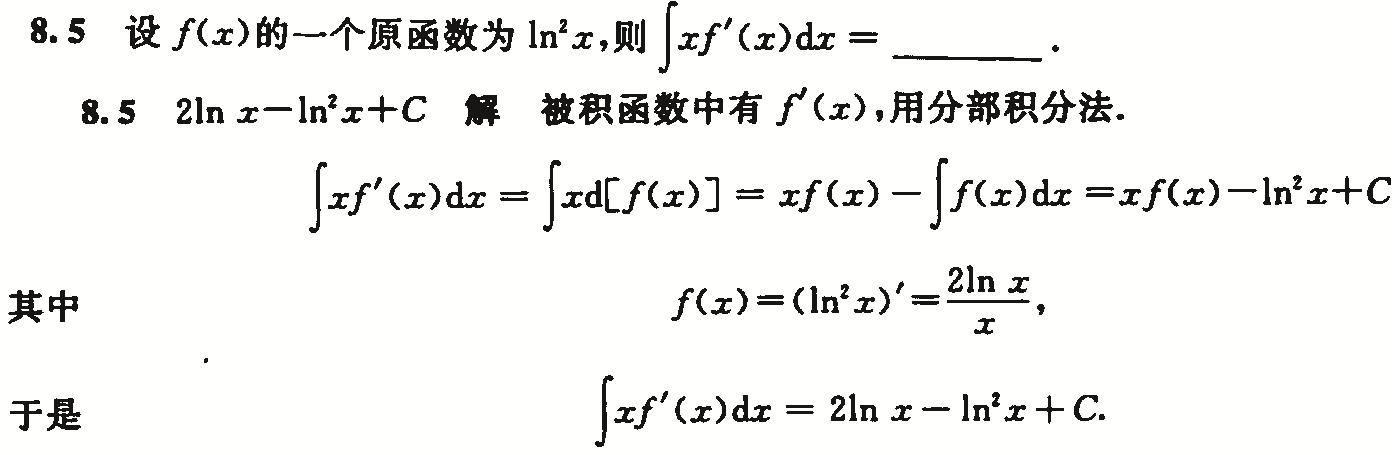 8.5 设 f(x)的一个原函数为 ln²x,则 ∫xf′(x)dx = ______ .
8.5 2ln x−ln²x+C 解 被积函数中有 f′(x),用分部积分法.
∫xf′(x)dx = ∫xd[f(x)] = xf(x) − ∫f(x)dx = xf(x)−ln²x+C
其中 f(x)=(ln²x)′=\frac{2ln x}{x},
于是 ∫xf′(x)dx = 2ln x − ln²x + C.